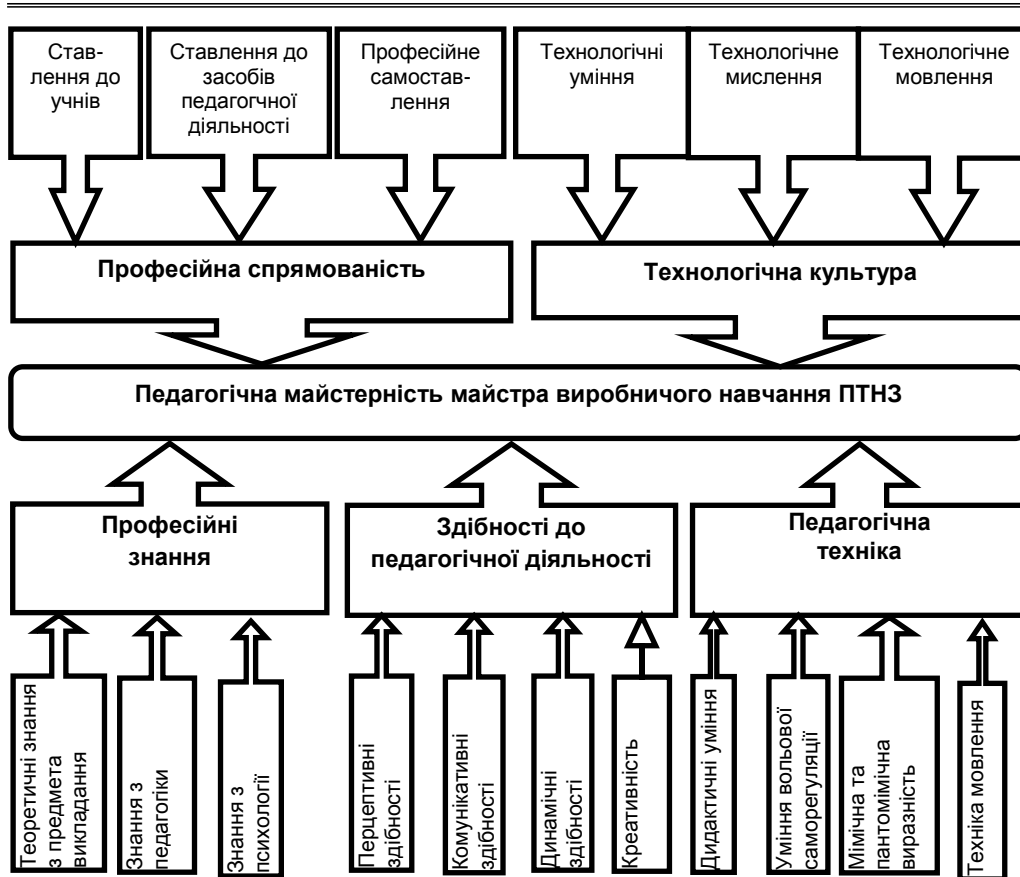 Став-
лення до
учнів
Ставлення до
засобів
педагогчної
діяльності
Професійне
самостав-
лення
Технологічні
уміння
Технологічне
мислення
Технологічне
мовлення
Професійна спрямованість
Технологічна культура
Педагогічна майстерність майстра виробничого навчання ПТНЗ
Професійні
знання
Здібності до
педагогічної діяльності
Педагогічна
техніка
Теоретичні знання
з предмета
викладання
Знання з
педагогіки
Знання з
психології
Перцептивні
здібності
Комунікативні
здібності
Динамічні
здібності
Креативність
Дидактичні уміння
Уміння вольової
саморегуляції
Мімічна та
пантомімічна
виразність
Техніка мовлення